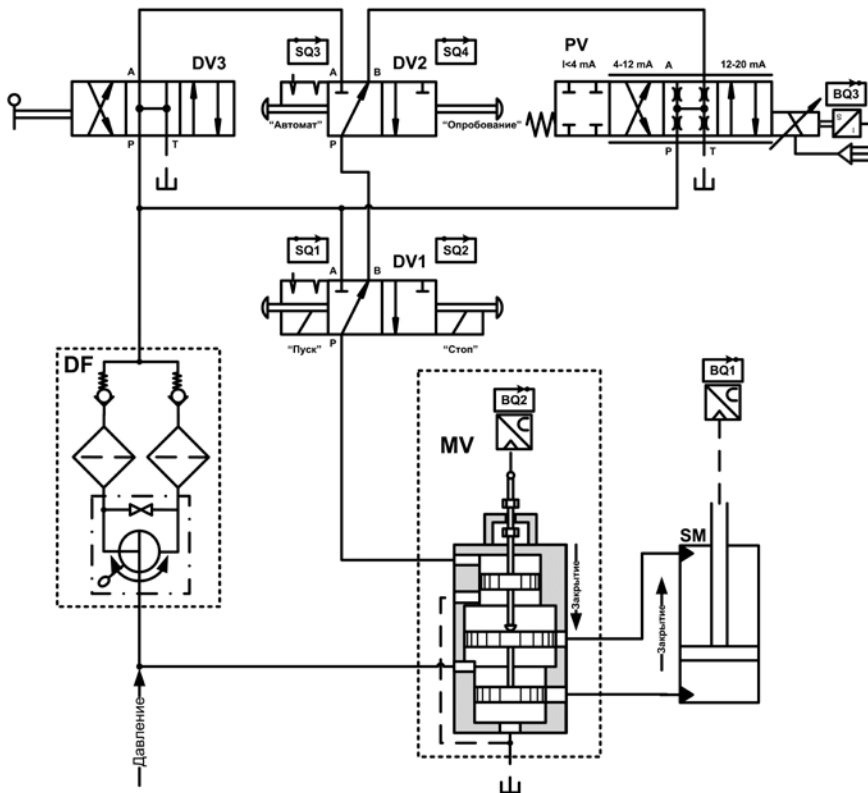 SQ3
SQ4
PV
A
DV3
A
B
DV2
I<4 mA
4-12 mA
A
12-20 mA
BQ3
S
I
"Автомат"
"Опробование"
P
T
P
P
T
SQ1
A
B
DV1
SQ2
P
"Пуск"
"Стоп"
DF
BQ2
BQ1
MV
SM
Закрытие
Закрытие
Давление